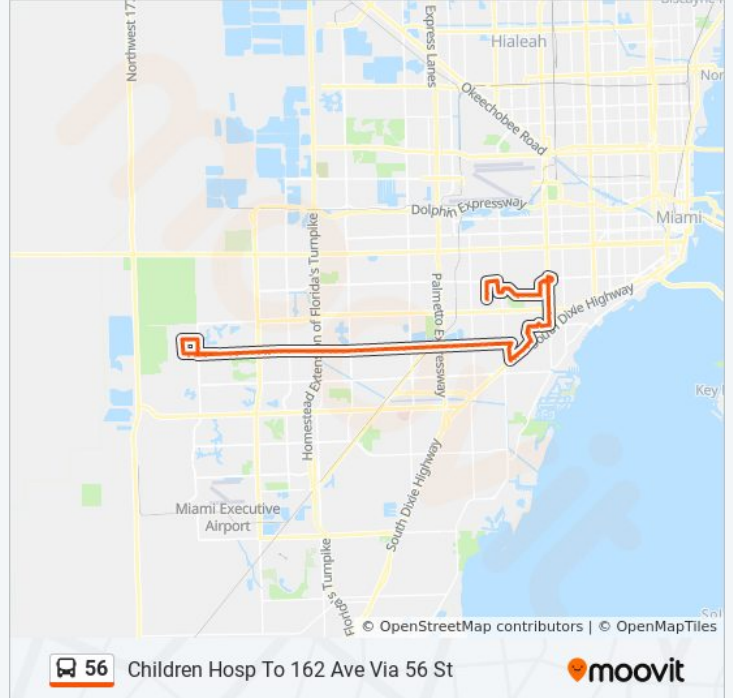 Biscayne
Northwest 17
Express Lanes
Hialeah
Nor
Okeechobee Road
Dolphin Expressway
Miami
Homestead Extension of Florida's Turnpike
Palmetto Expressway
South Dixie Highway
Key
South Dixie Highway
Miami Executive
Airport
Florida's Turnpike
Sol
© OpenStreetMap contributors | © OpenMapTiles
56 Children Hosp To 162 Ave Via 56 St
moovit